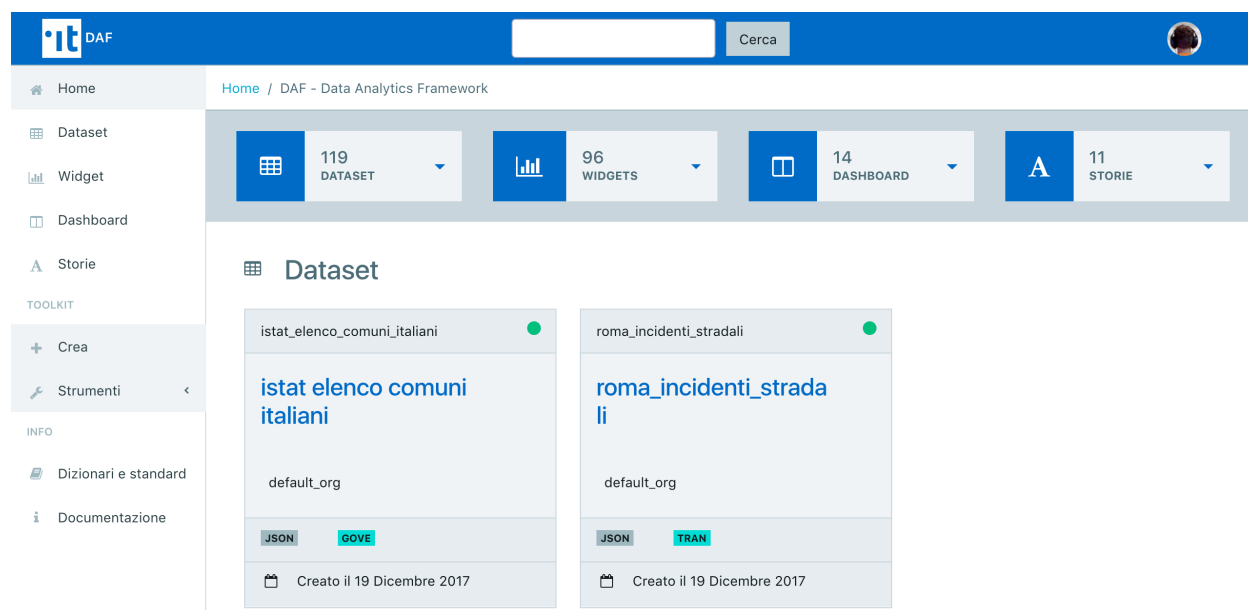 it DAF
Cerca
Home
Dataset
Widget
Dashboard
Storie
TOOLKIT
Crea
Strumenti
INFO
Dizionari e standard
Documentazione
Home / DAF - Data Analytics Framework
119
DATASET
96
WIDGETS
14
DASHBOARD
A
11
STORIE
Dataset
istat_elenco_comuni_italiani
istat elenco comuni
italiani
default_org
JSON GOVE
Creato il 19 Dicembre 2017
roma_incidenti_stradali
roma_incidenti_strada
li
default_org
JSON TRAN
Creato il 19 Dicembre 2017